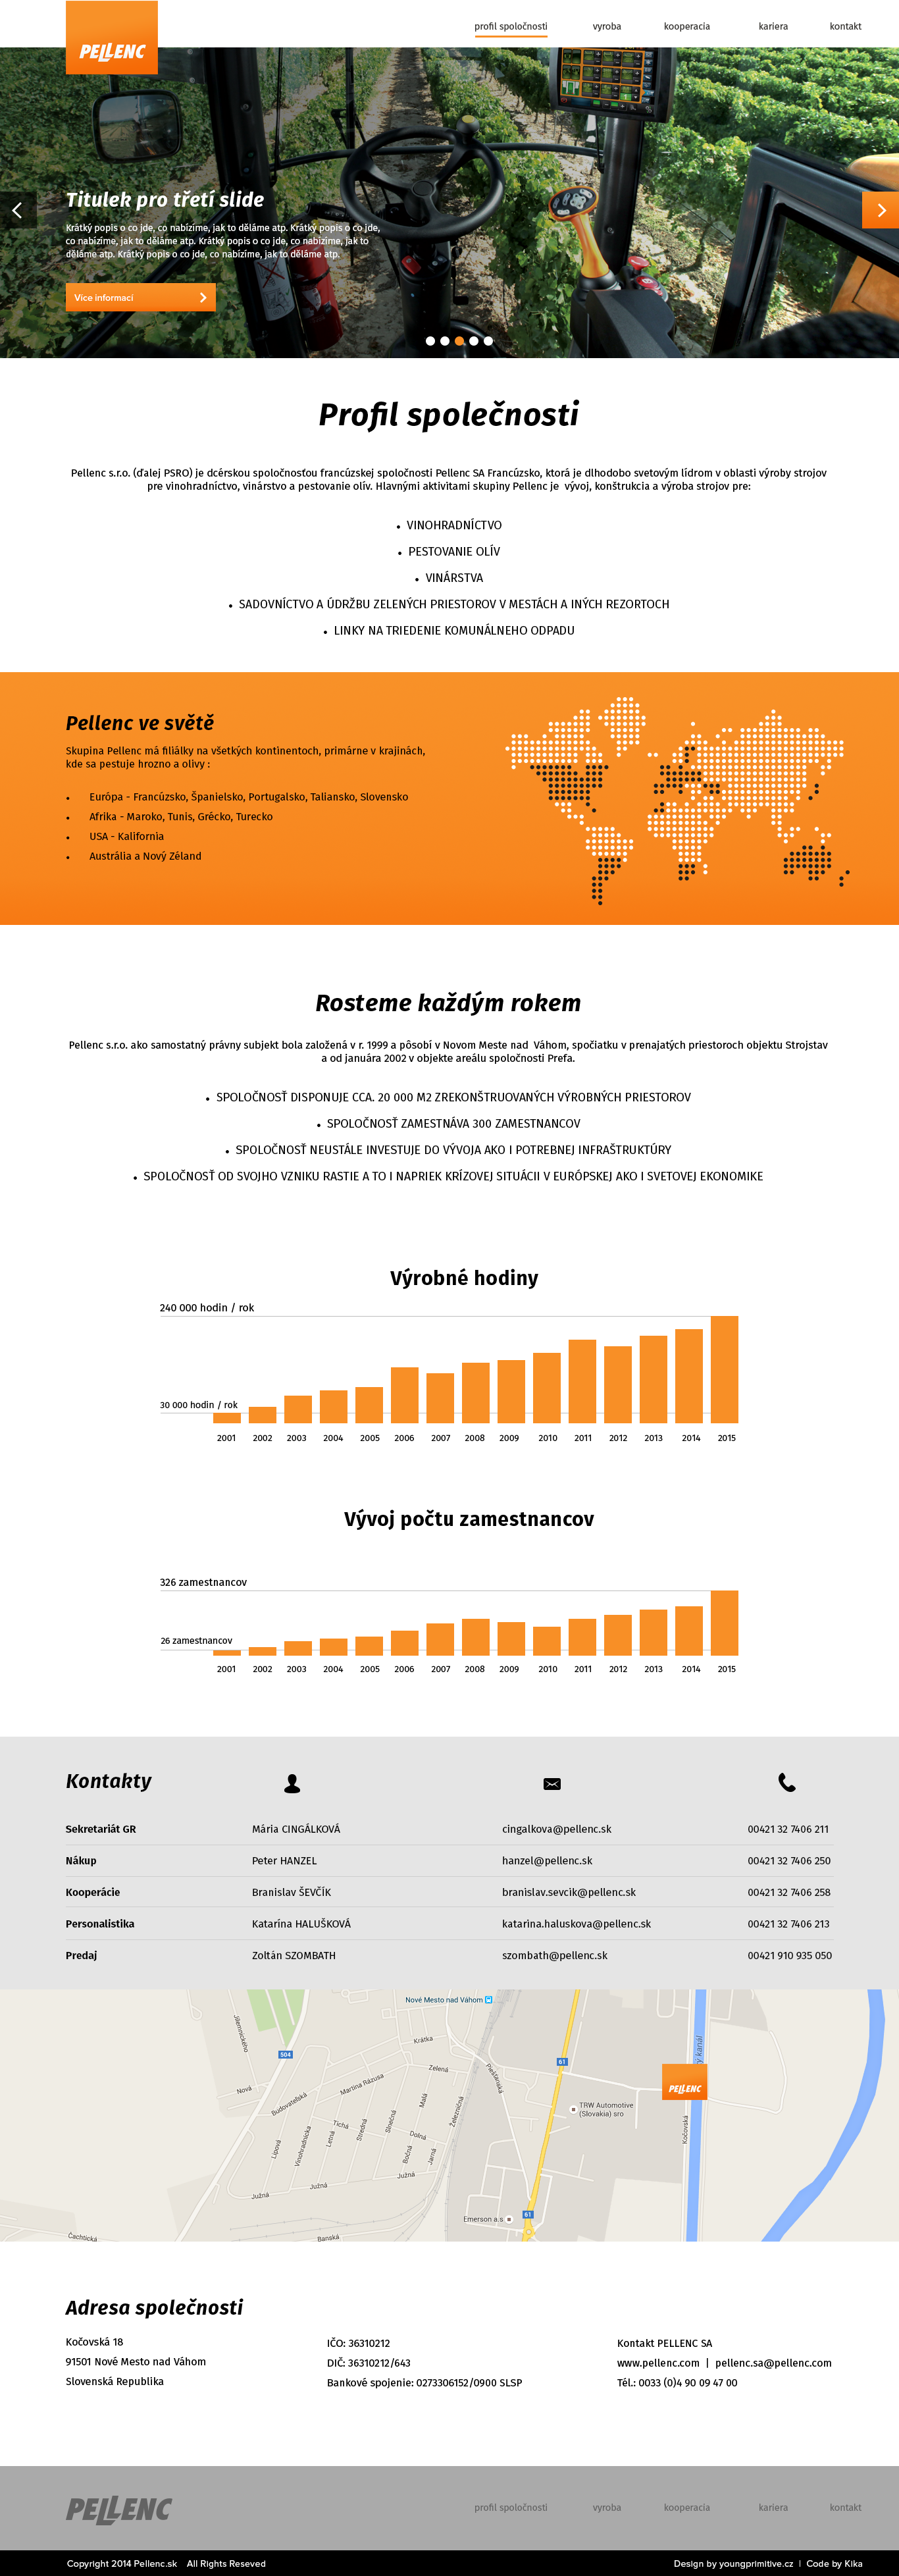 PELLENC
profil spoločnosti vyroba kooperacia kariera kontakt
Titulek pro třetí slide
Krátký popis o co jde, co nabízíme, jak to děláme atp. Krátký popis o co jde,
co nabízíme, jak to děláme atp. Krátký popis o co jde, co nabízíme, jak to
děláme atp. Krátký popis o co jde, co nabízíme, jak to děláme atp.
Více informací
Profil společnosti
Pellenc s.r.o. (ďalej PSRO) je dcérskou spoločnosťou francúzskej spoločnosti Pellenc SA Francúzsko, ktorá je dlhodobo svetovým lídrom v oblasti výroby strojov
pre vinohradníctvo, vinárstvo a pestovanie olív. Hlavnými aktivitami skupiny Pellenc je vývoj, konštrukcia a výroba strojov pre:
• VINOHRADNÍCTVO
• PESTOVANIE OLÍV
• VINÁRSTVA
• SADOVNÍCTVO A ÚDRŽBU ZELENÝCH PRIESTOROV V MESTÁCH A INÝCH REZORTOCH
• LINKY NA TRIEDENIE KOMUNÁLNEHO ODPADU
Pellenc ve světě
Skupina Pellenc má filiálky na všetkých kontinentoch, primárne v krajinách,
kde sa pestuje hrozno a olivy :
• Európa - Francúzsko, Španielsko, Portugalsko, Taliansko, Slovensko
• Afrika - Maroko, Tunis, Grécko, Turecko
• USA - Kalifornia
• Austrália a Nový Zéland
Rosteme každým rokem
Pellenc s.r.o. ako samostatný právny subjekt bola založená v r. 1999 a pôsobí v Novom Meste nad Váhom, spočiatku v prenajatých priestoroch objektu Strojstav
a od januára 2002 v objekte areálu spoločnosti Prefa.
• SPOLOČNOSŤ DISPONUJE CCA. 20 000 M2 ZREKONŠTRUOVANÝCH VÝROBNÝCH PRIESTOROV
• SPOLOČNOSŤ ZAMESTNÁVA 300 ZAMESTNANCOV
• SPOLOČNOSŤ NEUSTÁLE INVESTUJE DO VÝVOJA AKO I POTREBNEJ INFRAŠTRUKTÚRY
• SPOLOČNOSŤ OD SVOJHO VZNIKU RASTIE A TO I NAPRIEK KRÍZOVEJ SITUÁCII V EURÓPSKEJ AKO I SVETOVEJ EKONOMIKE
Výrobné hodiny
240 000 hodin / rok
30 000 hodin / rok
2001 2002 2003 2004 2005 2006 2007 2008 2009 2010 2011 2012 2013 2014 2015
Vývoj počtu zamestnancov
326 zamestnancov
26 zamestnancov
2001 2002 2003 2004 2005 2006 2007 2008 2009 2010 2011 2012 2013 2014 2015
Kontakty
Sekretariát GR Mária CINGÁLKOVÁ cingalkova@pellenc.sk 00421 32 7406 211
Nákup Peter HANZEL hanzel@pellenc.sk 00421 32 7406 250
Kooperácie Branislav ŠEVČÍK branislav.sevcik@pellenc.sk 00421 32 7406 258
Personalistika Katarína HALUŠKOVÁ katarina.haluskova@pellenc.sk 00421 32 7406 213
Predaj Zoltán SZOMBATH szombath@pellenc.sk 00421 910 935 050
Nové Mesto nad Váhom
Jilemnického
504
Krátka
Zelená
Piešťanská
61
ý kanál
Nová
Martina Rázusa
Budovateľská
Malá
Železničná
PELLENC
TRW Automotive
(Slovakia) sro
Slnečná
Tichá
Stredná
Letná
Vinohradnícka
Lipová
Dolná
Bočná
Jarná
Kočovská
Južná
Južná
Južná
Emerson a.s
61
Čachtická
Banská
Adresa společnosti
Kočovská 18
91501 Nové Mesto nad Váhom
Slovenská Republika
IČO: 36310212
DIČ: 36310212/643
Bankové spojenie: 0273306152/0900 SLSP
Kontakt PELLENC SA
www.pellenc.com | pellenc.sa@pellenc.com
Tél.: 0033 (0)4 90 09 47 00
PELLENC
profil spoločnosti vyroba kooperacia kariera kontakt
Copyright 2014 Pellenc.sk All Rights Reseved
Design by youngprimitive.cz | Code by Kika